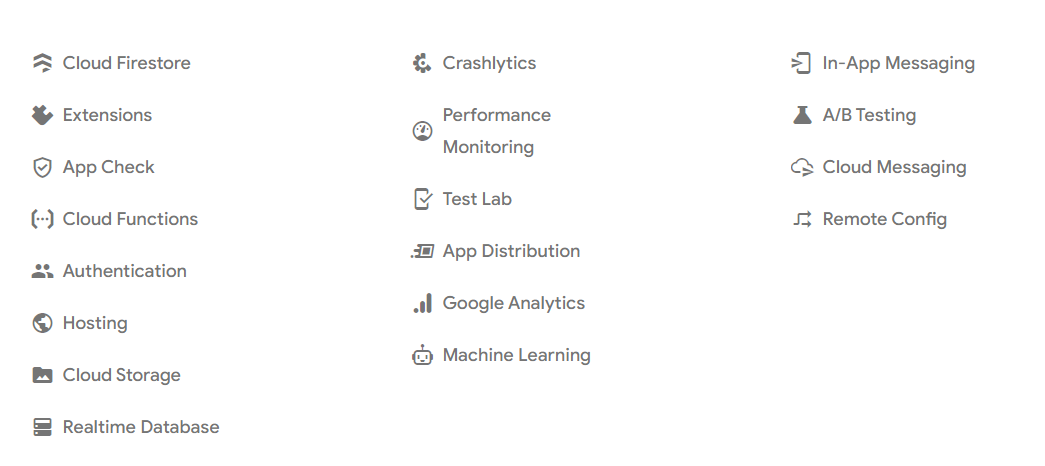 Cloud Firestore
Extensions
App Check
Cloud Functions
Authentication
Hosting
Cloud Storage
Realtime Database
Crashlytics
Performance
Monitoring
Test Lab
App Distribution
Google Analytics
Machine Learning
In-App Messaging
A/B Testing
Cloud Messaging
Remote Config